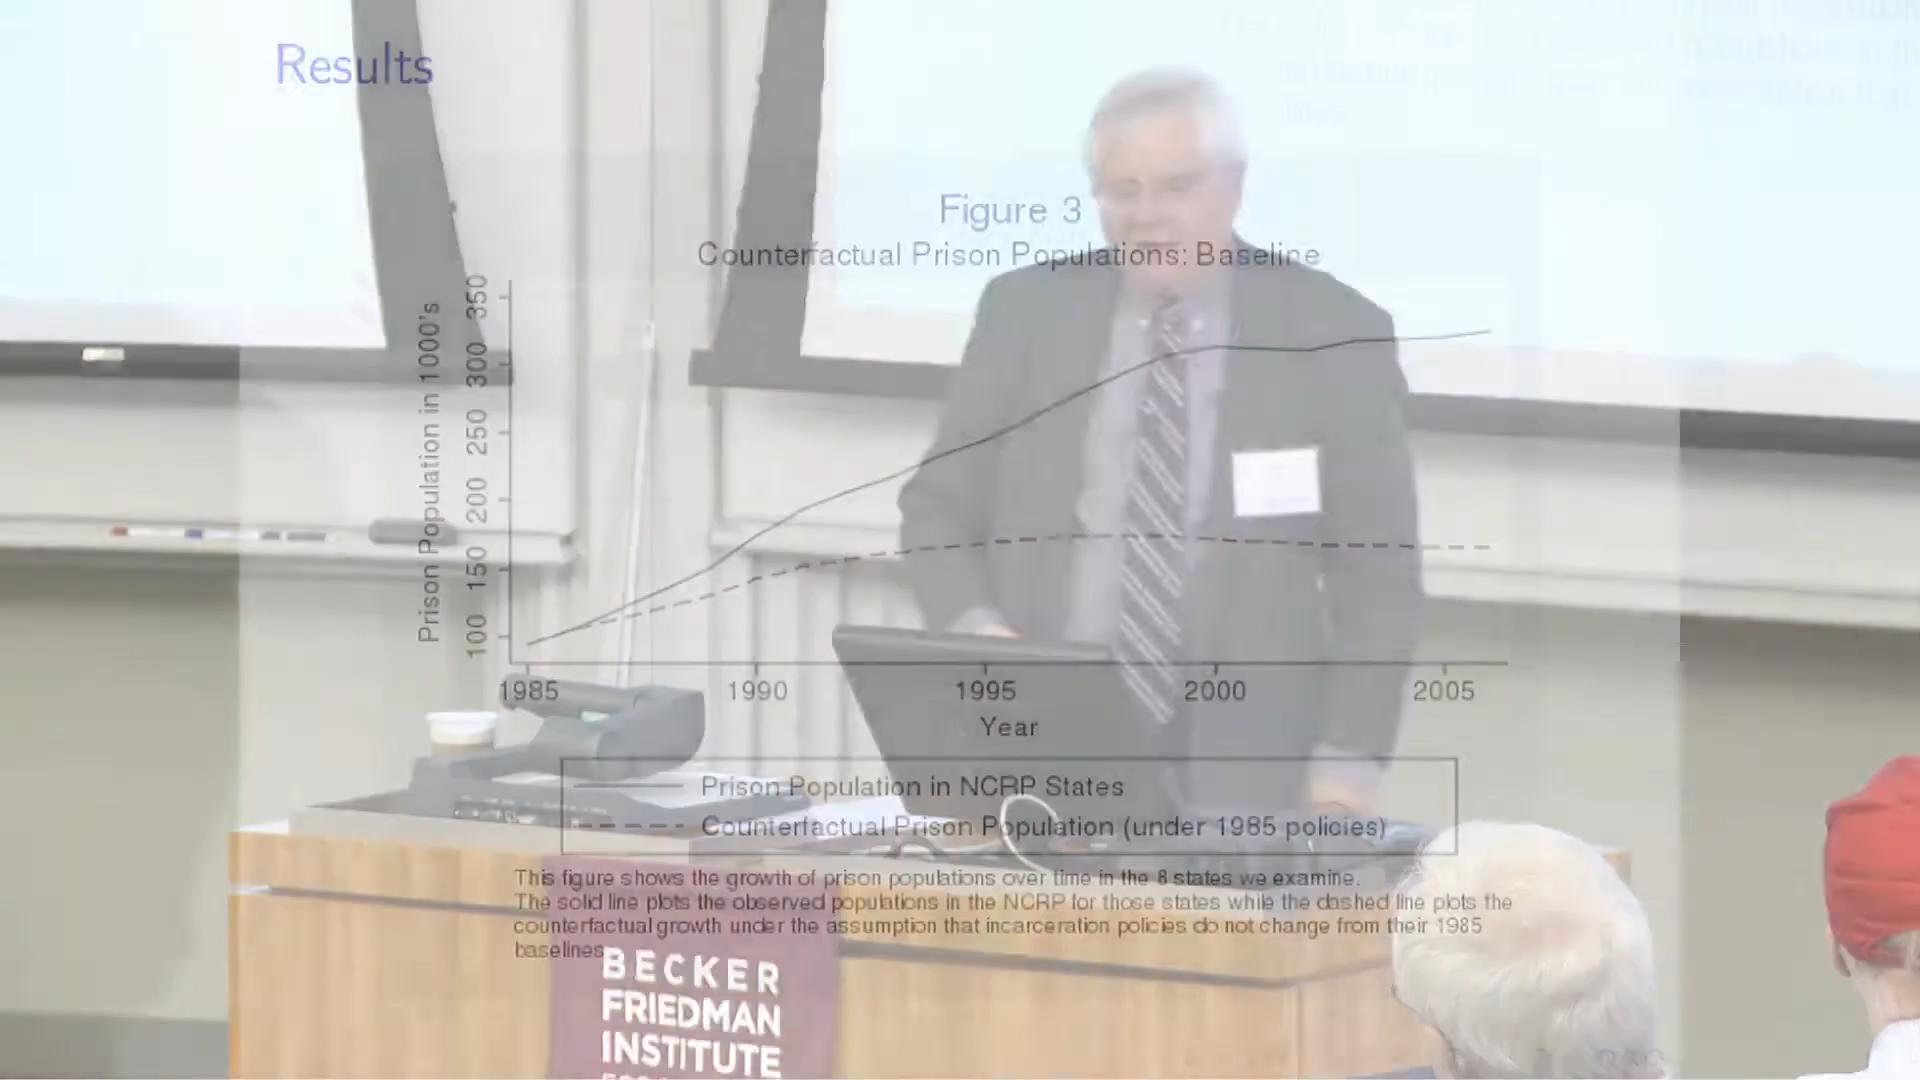 Results
Figure 3
Counterfactual Prison Populations: Baseline
Prison Population in 1000's
350
300
250
200
150
100
1985 1990 1995 2000 2005
Year
Prison Population in NCRP States
Counterfactual Prison Population (under 1985 policies)
This figure shows the growth of prison populations over time in the 8 states we examine.
The solid line plots the observed populations in the NCRP for those states while the dashed line plots the
counterfactual growth under the assumption that incarceration policies do not change from their 1985
baselines.
BECKER
FRIEDMAN
INSTITUTE